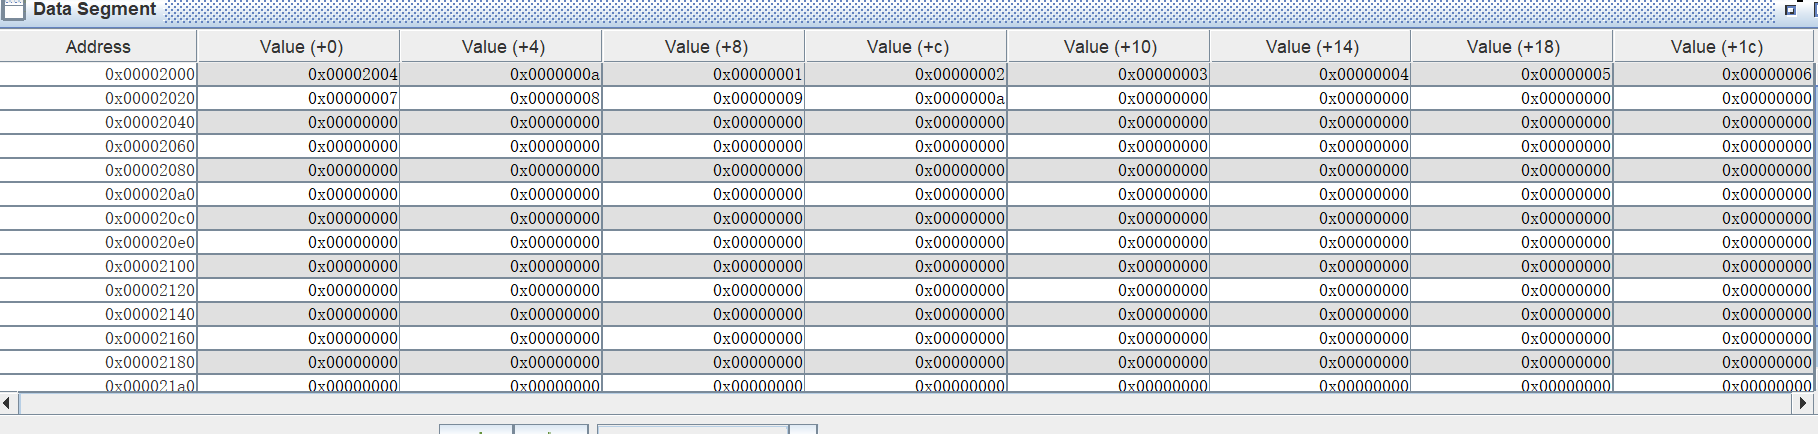 Data Segment
Address Value (+0) Value (+4) Value (+8) Value (+c) Value (+10) Value (+14) Value (+18) Value (+1c)
0x00002000 0x00002004 0x0000000a 0x00000001 0x00000002 0x00000003 0x00000004 0x00000005 0x00000006
0x00002020 0x00000007 0x00000008 0x00000009 0x0000000a 0x00000000 0x00000000 0x00000000 0x00000000
0x00002040 0x00000000 0x00000000 0x00000000 0x00000000 0x00000000 0x00000000 0x00000000 0x00000000
0x00002060 0x00000000 0x00000000 0x00000000 0x00000000 0x00000000 0x00000000 0x00000000 0x00000000
0x00002080 0x00000000 0x00000000 0x00000000 0x00000000 0x00000000 0x00000000 0x00000000 0x00000000
0x000020a0 0x00000000 0x00000000 0x00000000 0x00000000 0x00000000 0x00000000 0x00000000 0x00000000
0x000020c0 0x00000000 0x00000000 0x00000000 0x00000000 0x00000000 0x00000000 0x00000000 0x00000000
0x000020e0 0x00000000 0x00000000 0x00000000 0x00000000 0x00000000 0x00000000 0x00000000 0x00000000
0x00002100 0x00000000 0x00000000 0x00000000 0x00000000 0x00000000 0x00000000 0x00000000 0x00000000
0x00002120 0x00000000 0x00000000 0x00000000 0x00000000 0x00000000 0x00000000 0x00000000 0x00000000
0x00002140 0x00000000 0x00000000 0x00000000 0x00000000 0x00000000 0x00000000 0x00000000 0x00000000
0x00002160 0x00000000 0x00000000 0x00000000 0x00000000 0x00000000 0x00000000 0x00000000 0x00000000
0x00002180 0x00000000 0x00000000 0x00000000 0x00000000 0x00000000 0x00000000 0x00000000 0x00000000
0x000021a0 0x00000000 0x00000000 0x00000000 0x00000000 0x00000000 0x00000000 0x00000000 0x00000000